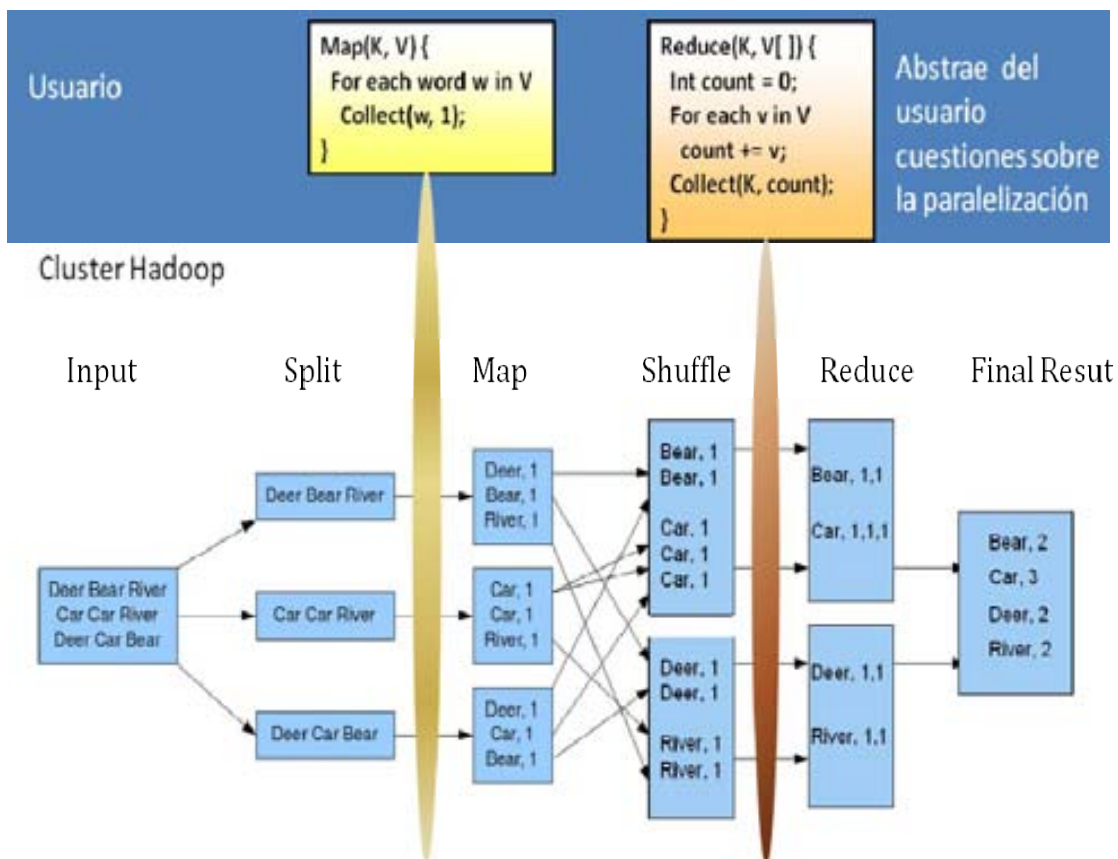 Usuario
Map(K, V) {
For each word w in V
Collect(w, 1);
}
Reduce(K, V[ ]) {
Int count = 0;
For each v in V
count += v;
Collect(K, count);
}
Abstrae del
usuario
cuestiones sobre
la paralelización
Cluster Hadoop
Input
Split
Map
Shuffle
Reduce
Final Resut
Deer Bear River
Car Car River
Deer Car Bear
Deer Bear River
Car Car River
Deer Car Bear
Deer, 1
Bear, 1
River, 1
Car, 1
Car, 1
River, 1
Deer, 1
Car, 1
Bear, 1
Bear, 1
Bear, 1
Car, 1
Car, 1
Car, 1
Deer, 1
Deer, 1
River, 1
River, 1
Bear, 1,1
Car, 1,1,1
Deer, 1,1
River, 1,1
Bear, 2
Car, 3
Deer, 2
River, 2